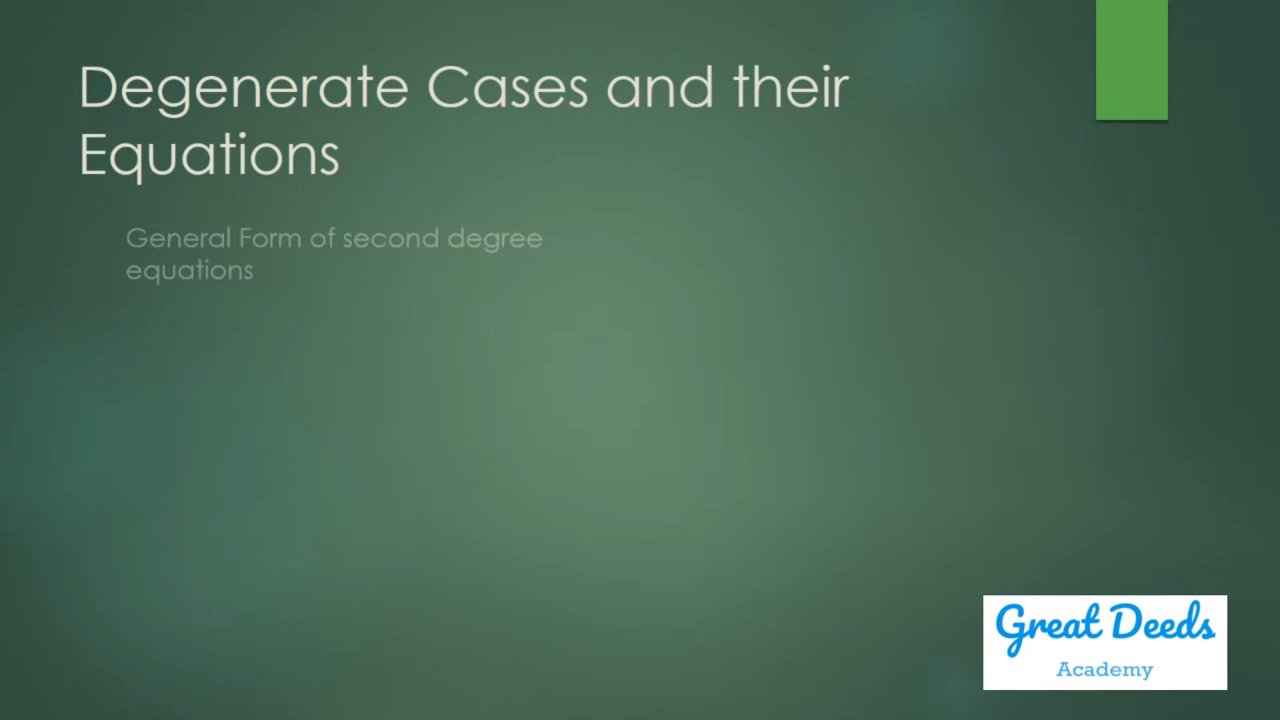 Degenerate Cases and their
Equations
General Form of second degree
equations
Great Deeds
Academy